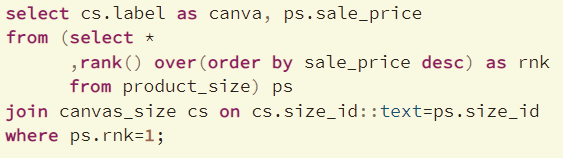 select cs.label as canva, ps.sale_price
from (select *
,rank() over(order by sale_price desc) as rnk
from product_size) ps
join canvas_size cs on cs.size_id::text=ps.size_id
where ps.rnk=1;